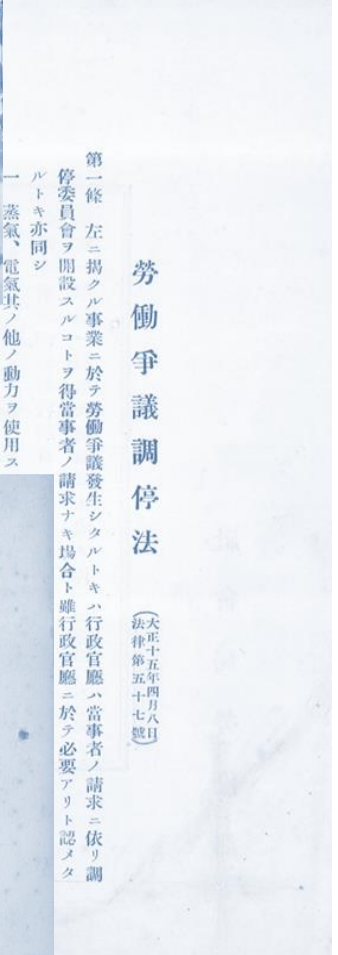 勞働爭議調停法
(大正十五年四月八日
法律第五十七號)
第一條 左ニ揭クル事業ニ於テ勞働爭議發生シタルトキハ行政官廳ハ當事者ノ請求ニ依リ調
停委員會ヲ開設スルコトヲ得當事者ノ請求ナキ場合ト雖行政官廳ニ於テ必要アリト認メタ
ルトキ亦同シ
一 蒸氣、電氣其ノ他ノ動力ヲ使用ス